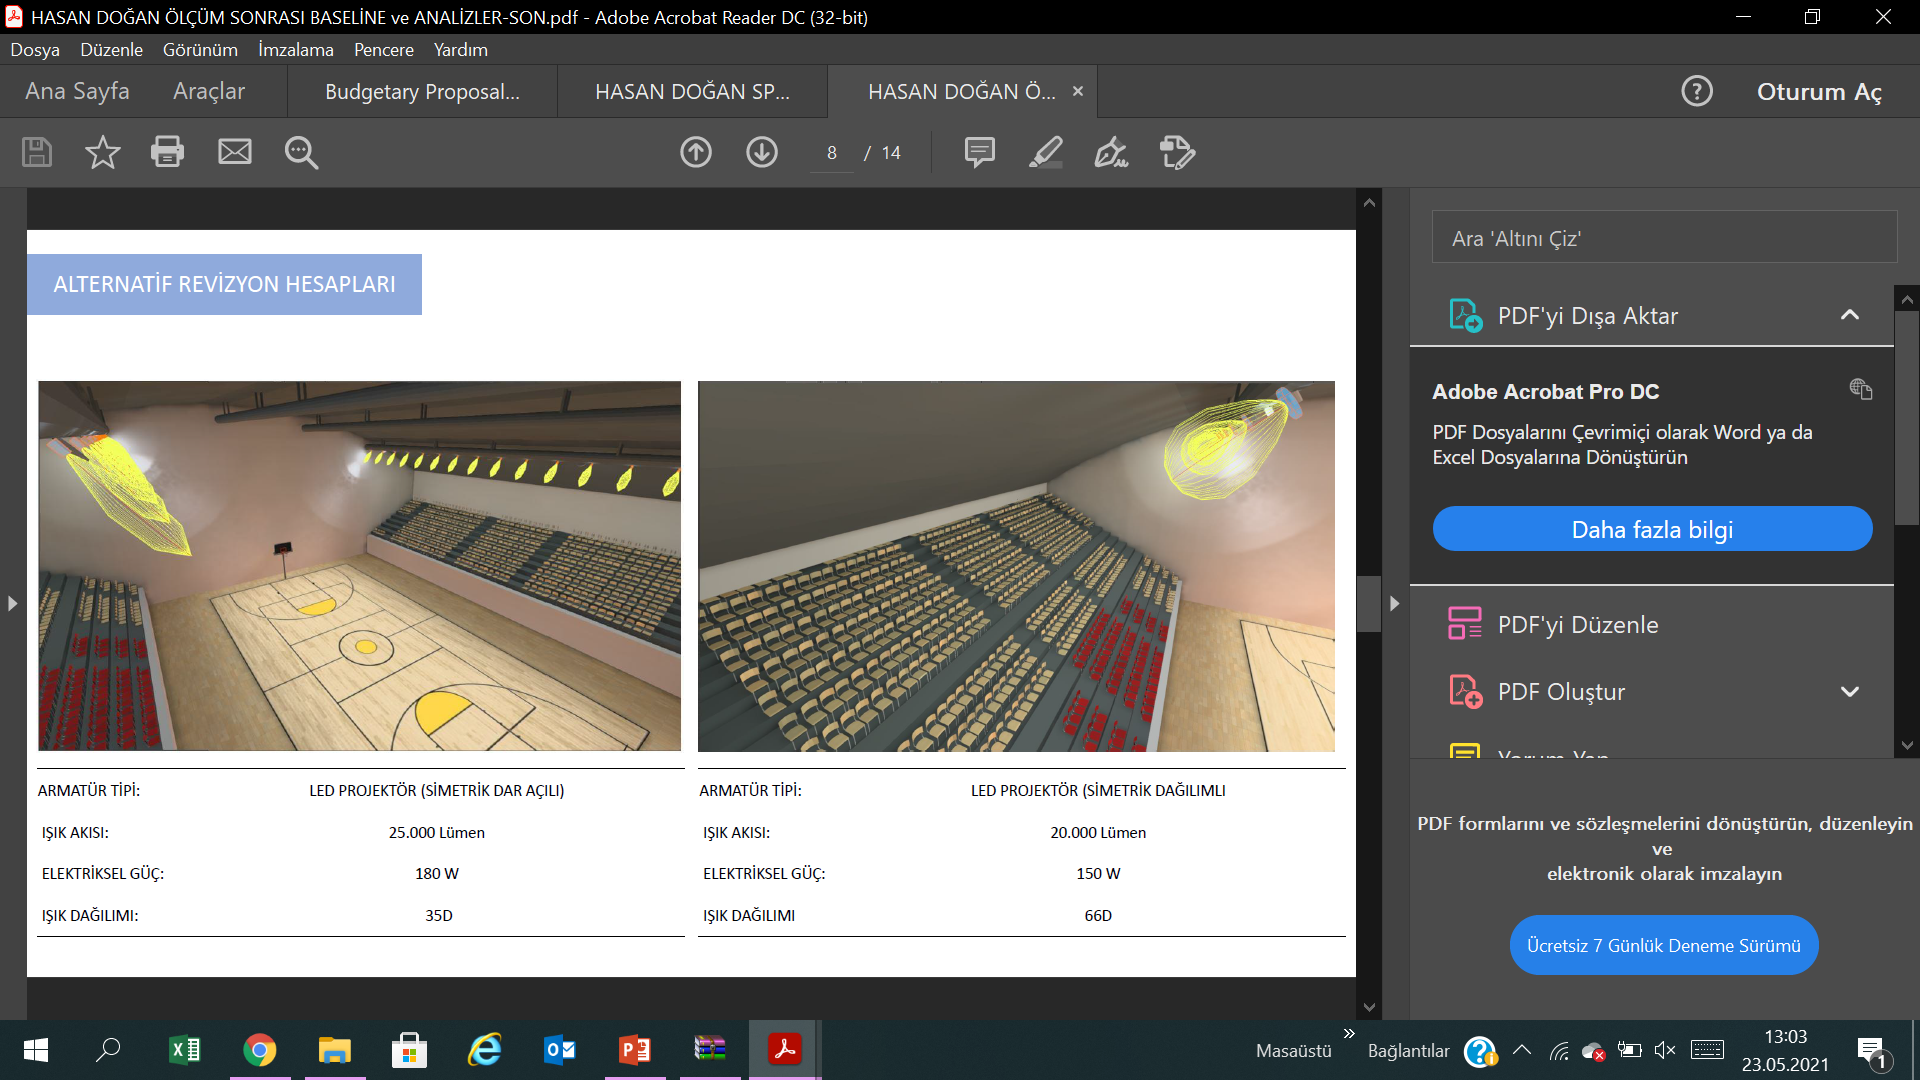 HASAN DOĞAN ÖLÇÜM SONRASI BASELİNE ve ANALİZLER-SON.pdf - Adobe Acrobat Reader DC (32-bit)
Dosya Düzenle Görünüm İmzalama Pencere Yardım
Ana Sayfa Araçlar Budgetary Proposal... HASAN DOĞAN SP... HASAN DOĞAN Ö... × ? Oturum Aç
8 / 14
Ara 'Altını Çiz'
ALTERNATİF REVİZYON HESAPLARI
PDF'yi Dışa Aktar
Adobe Acrobat Pro DC
PDF Dosyalarını Çevrimiçi olarak Word ya da
Excel Dosyalarına Dönüştürün
Daha fazla bilgi
PDF'yi Düzenle
PDF Oluştur
Yorum Yap
ARMATÜR TİPİ: LED PROJEKTÖR (SİMETRİK DAR AÇILI)
IŞIK AKISI: 25.000 Lümen
ELEKTRİKSEL GÜÇ: 180 W
IŞIK DAĞILIMI: 35D
ARMATÜR TİPİ: LED PROJEKTÖR (SİMETRİK DAĞILIMLI
IŞIK AKISI: 20.000 Lümen
ELEKTRİKSEL GÜÇ: 150 W
IŞIK DAĞILIMI 66D
PDF formlarını ve sözleşmelerini dönüştürün, düzenleyin
ve
elektronik olarak imzalayın
Ücretsiz 7 Günlük Deneme Sürümü
Masaüstü » Bağlantılar
13:03
23.05.2021
1